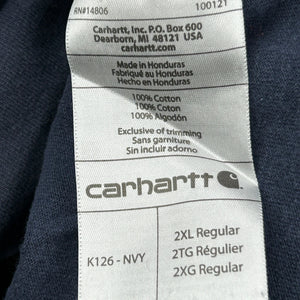 RN#14806 100121
Carhartt, Inc. P.O. Box 600
Dearborn, MI 48121 USA
carhartt.com
Made in Honduras
Fabriqué au Honduras
Hecho en Honduras
100% Cotton
100% Coton
100% Algodón
Exclusive of trimming
Sans garniture
Sin incluir adorno
carhartt
K126 - NVY
2XL Regular
2TG Régulier
2XG Regular